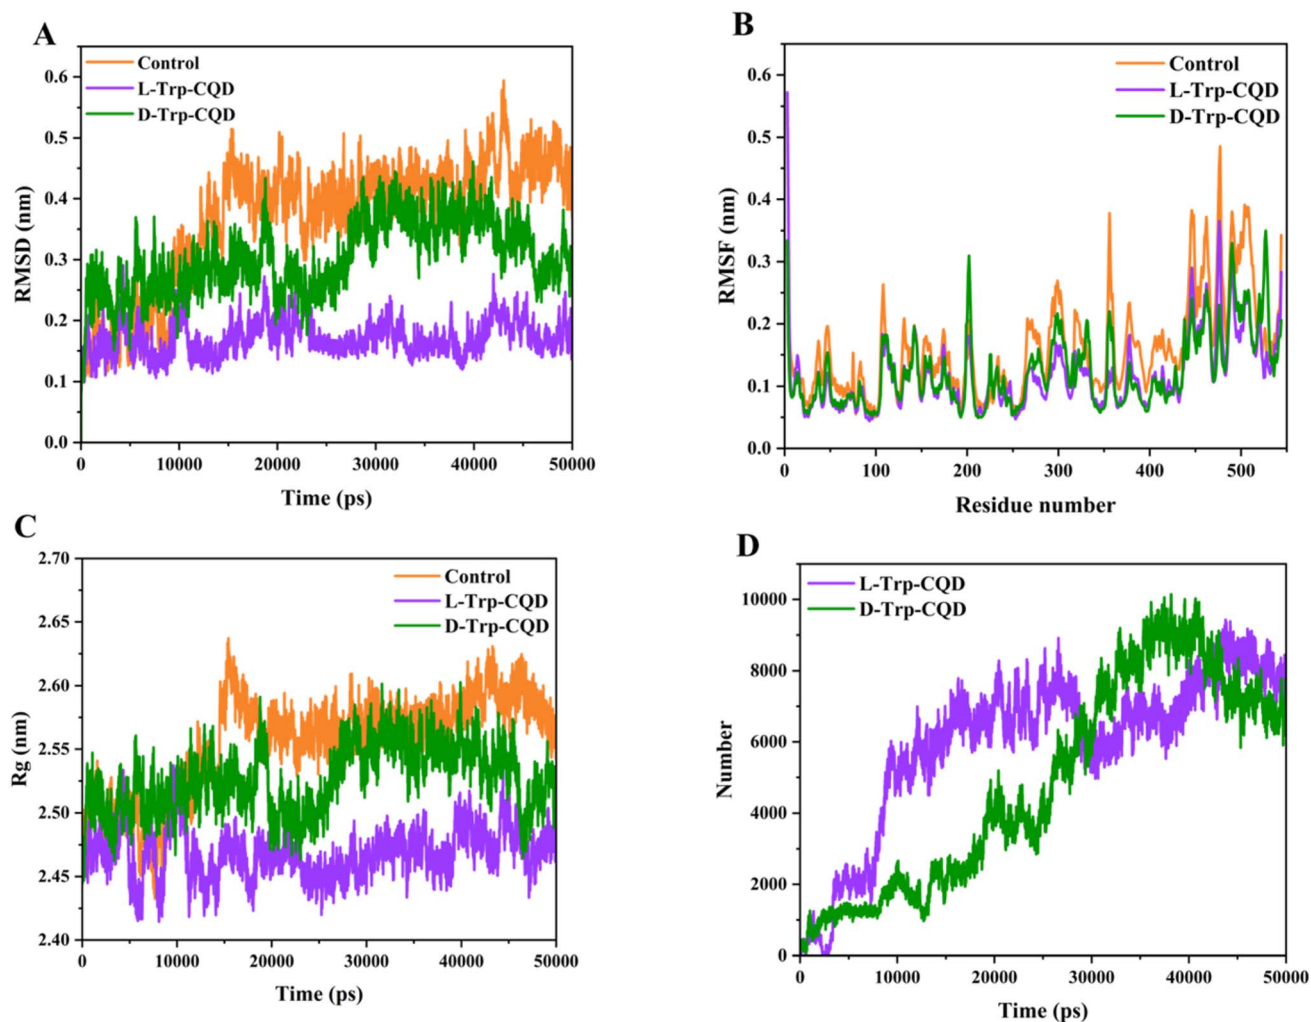 A
Control
L-Trp-CQD
D-Trp-CQD
RMSD (nm)
0.6
0.5
0.4
0.3
0.2
0.1
0.0
0 10000 20000 30000 40000 50000
Time (ps)
B
Control
L-Trp-CQD
D-Trp-CQD
RMSF (nm)
0.6
0.5
0.4
0.3
0.2
0.1
0.0
0 100 200 300 400 500
Residue number
C
Control
L-Trp-CQD
D-Trp-CQD
Rg (nm)
2.70
2.65
2.60
2.55
2.50
2.45
2.40
0 10000 20000 30000 40000 50000
Time (ps)
D
L-Trp-CQD
D-Trp-CQD
Number
10000
8000
6000
4000
2000
0
0 10000 20000 30000 40000 50000
Time (ps)